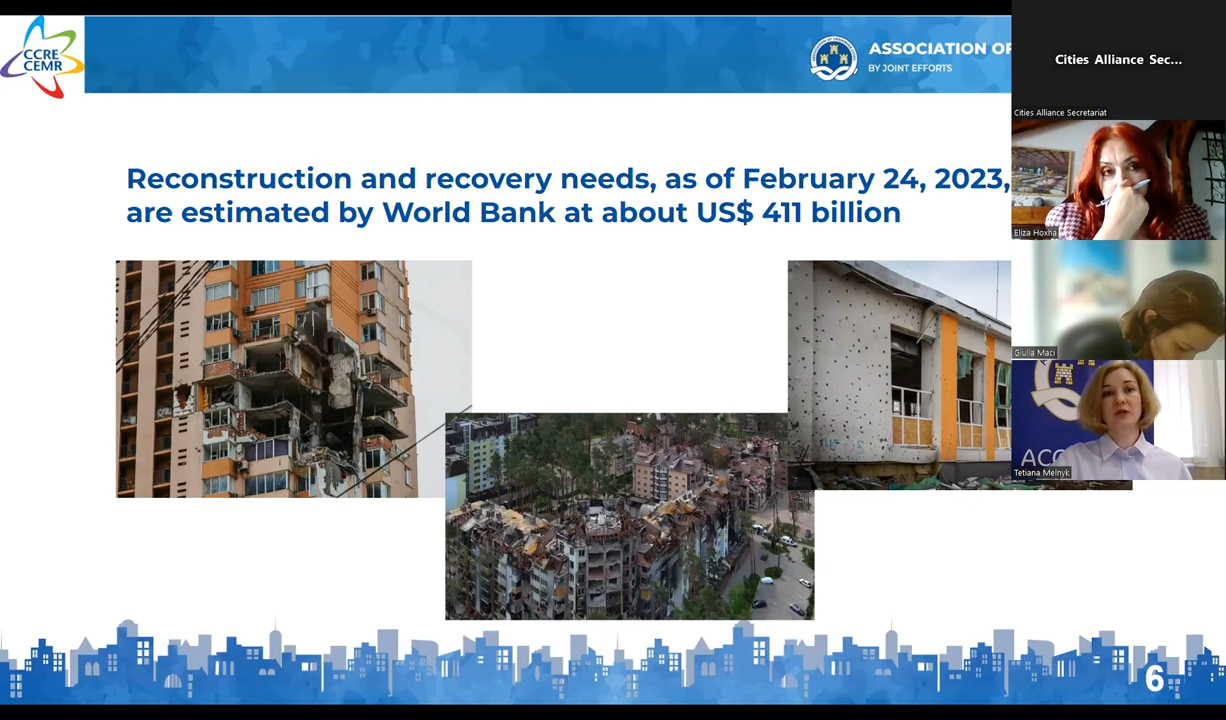 CCRE
CEMR
ASSOCIATION OF
BY JOINT EFFORTS
Cities Alliance Sec...
Cities Alliance Secretariat
Reconstruction and recovery needs, as of February 24, 2023,
are estimated by World Bank at about US$ 411 billion
Eliza Hoxha
Giulia Maci
ASC
Tetiana Melnyk
6